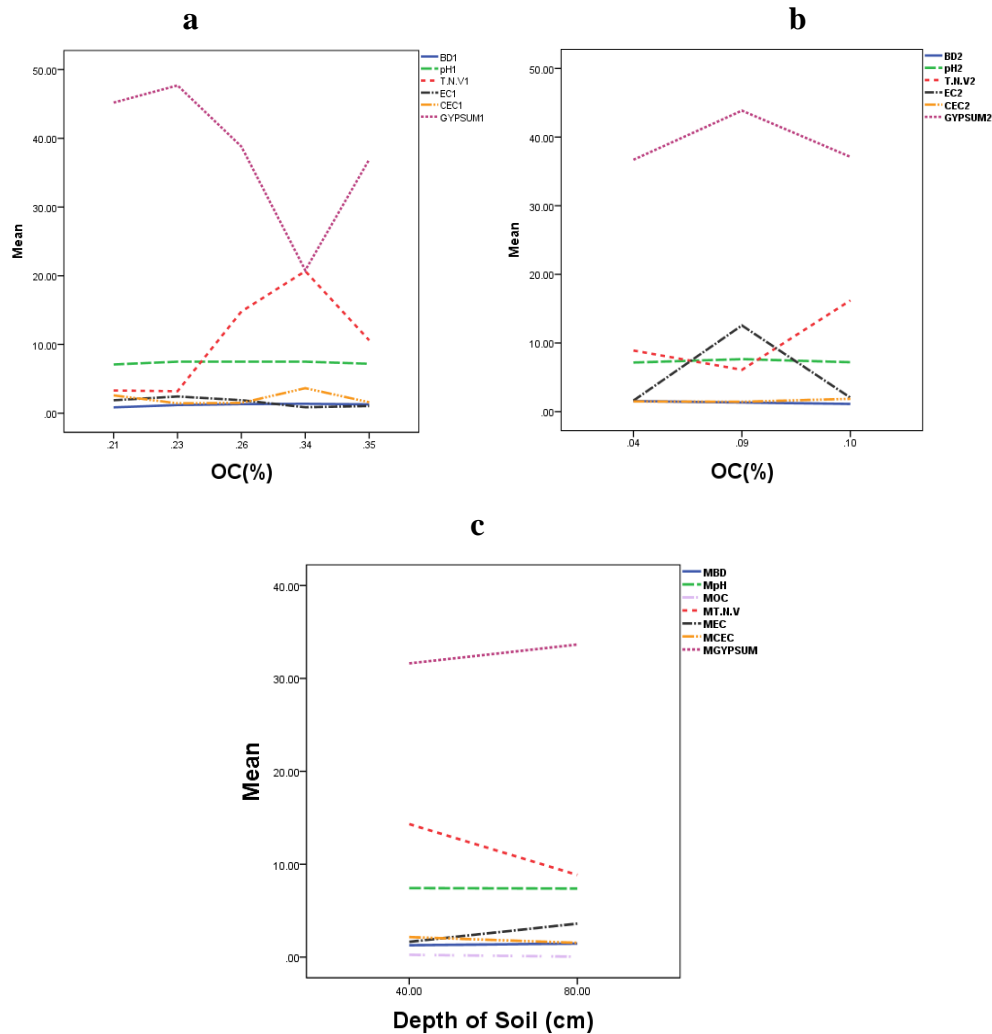 a
BD1
pH1
T.N.V1
EC1
CEC1
GYPSUM1
50.00
40.00
30.00
20.00
10.00
.00
Mean
.21 .23 .26 .34 .35
OC(%)
b
BD2
pH2
T.N.V2
EC2
CEC2
GYPSUM2
50.00
40.00
30.00
20.00
10.00
.00
Mean
.04 .09 .10
OC(%)
c
MBD
MpH
MOC
MT.N.V
MEC
MCEC
MGYPSUM
40.00
30.00
20.00
10.00
.00
Mean
40.00 80.00
Depth of Soil (cm)